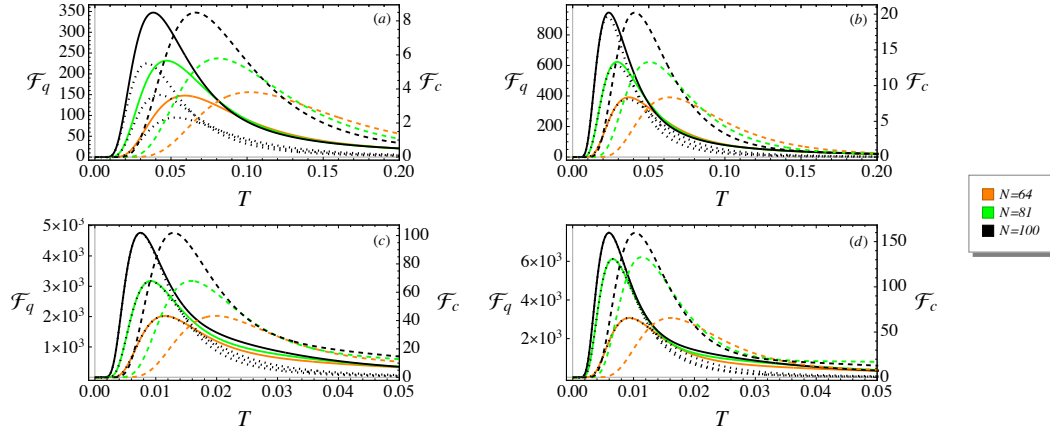 350
300
250
200
150
100
50
0
ℱq
(a)
8
6
4
2
0
ℱc
0.00 0.05 0.10 0.15 0.20
T
800
600
400
200
0
ℱq
(b)
20
15
10
5
0
ℱc
0.00 0.05 0.10 0.15 0.20
T
5×10³
4×10³
3×10³
2×10³
1×10³
ℱq
(c)
100
80
60
40
20
0
ℱc
0.00 0.01 0.02 0.03 0.04 0.05
T
6×10³
4×10³
2×10³
ℱq
(d)
150
100
50
0
ℱc
0.00 0.01 0.02 0.03 0.04 0.05
T
N=64
N=81
N=100